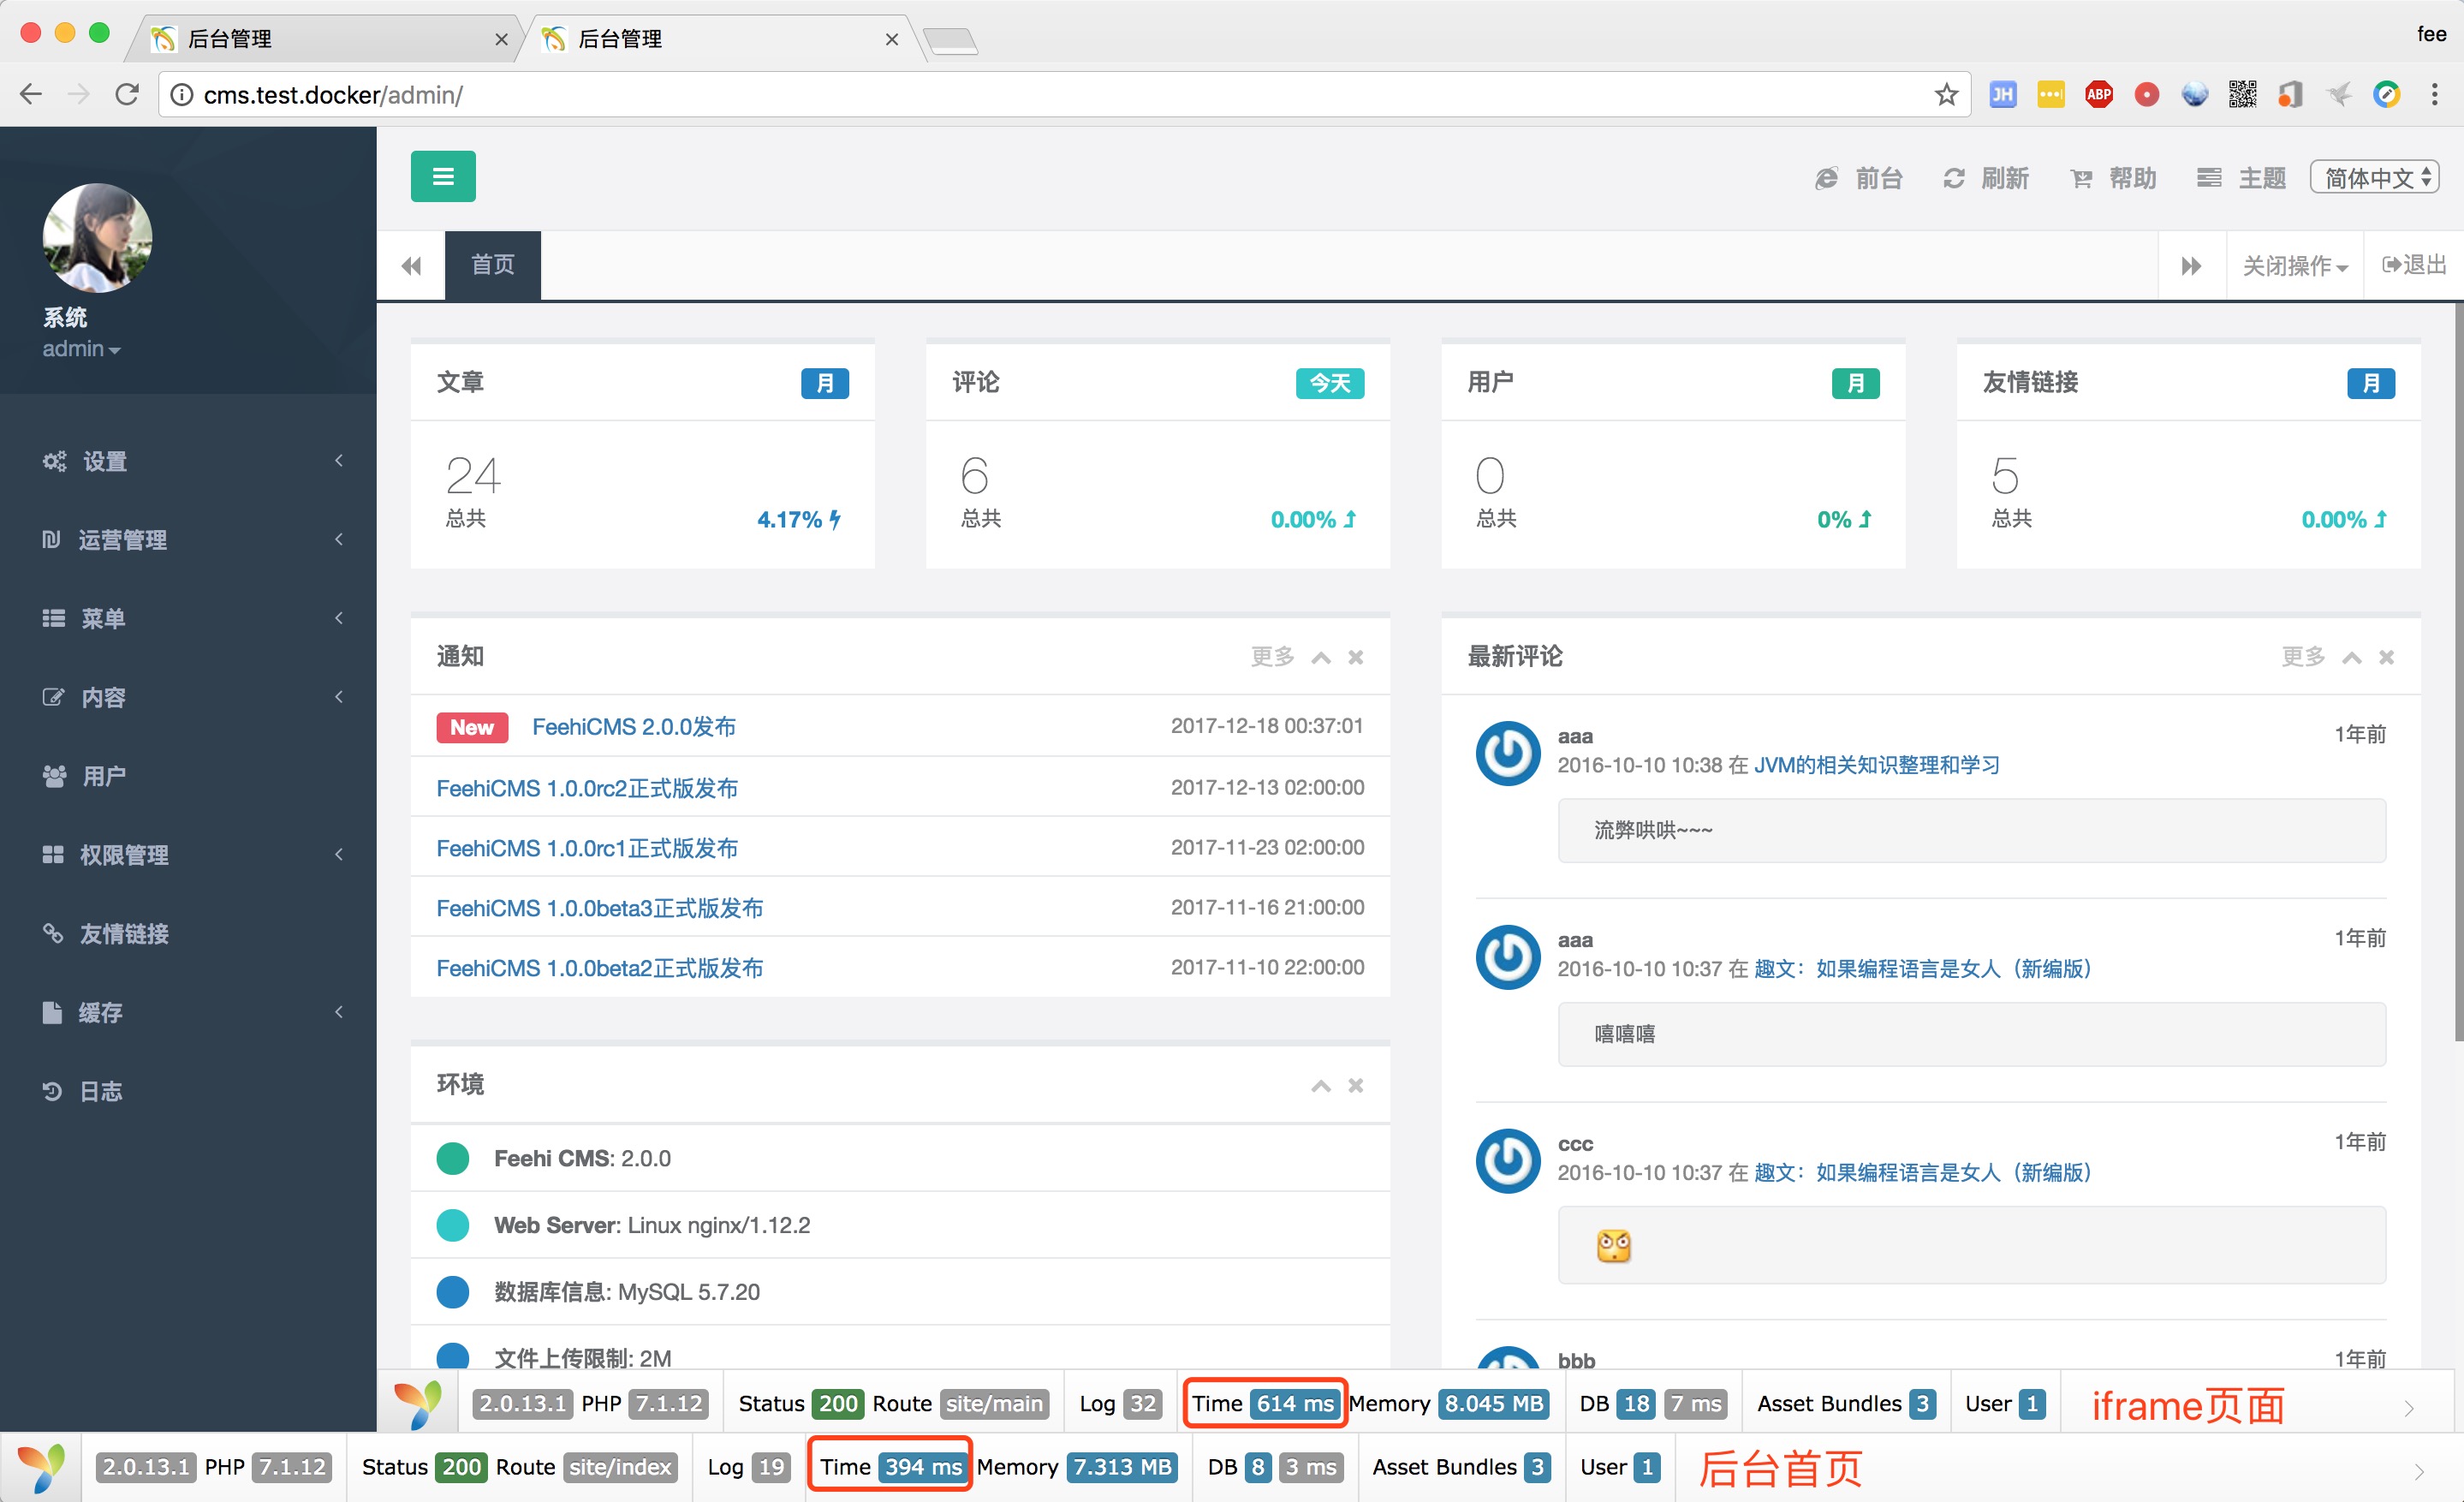 后台管理
后台管理
fee
cms.test.docker/admin/
JH
ABP
前台 刷新 帮助 主题 简体中文
首页 关闭操作 退出
系统
admin
设置
运营管理
菜单
内容
用户
权限管理
友情链接
缓存
日志
文章 月
24
总共 4.17%
评论 今天
6
总共 0.00%
用户 月
0
总共 0%
友情链接 月
5
总共 0.00%
通知 更多
New FeehiCMS 2.0.0发布 2017-12-18 00:37:01
FeehiCMS 1.0.0rc2正式版发布 2017-12-13 02:00:00
FeehiCMS 1.0.0rc1正式版发布 2017-11-23 02:00:00
FeehiCMS 1.0.0beta3正式版发布 2017-11-16 21:00:00
FeehiCMS 1.0.0beta2正式版发布 2017-11-10 22:00:00
环境
Feehi CMS: 2.0.0
Web Server: Linux nginx/1.12.2
数据库信息: MySQL 5.7.20
文件上传限制: 2M
最新评论 更多
aaa 1年前
2016-10-10 10:38 在 JVM的相关知识整理和学习
流弊哄哄~~~
aaa 1年前
2016-10-10 10:37 在 趣文：如果编程语言是女人（新编版）
嘻嘻嘻
ccc 1年前
2016-10-10 10:37 在 趣文：如果编程语言是女人（新编版）
bbb 1年前
2.0.13.1 PHP 7.1.12 Status 200 Route site/main Log 32 Time 614 ms Memory 8.045 MB DB 18 7 ms Asset Bundles 3 User 1 iframe页面
2.0.13.1 PHP 7.1.12 Status 200 Route site/index Log 19 Time 394 ms Memory 7.313 MB DB 8 3 ms Asset Bundles 3 User 1 后台首页